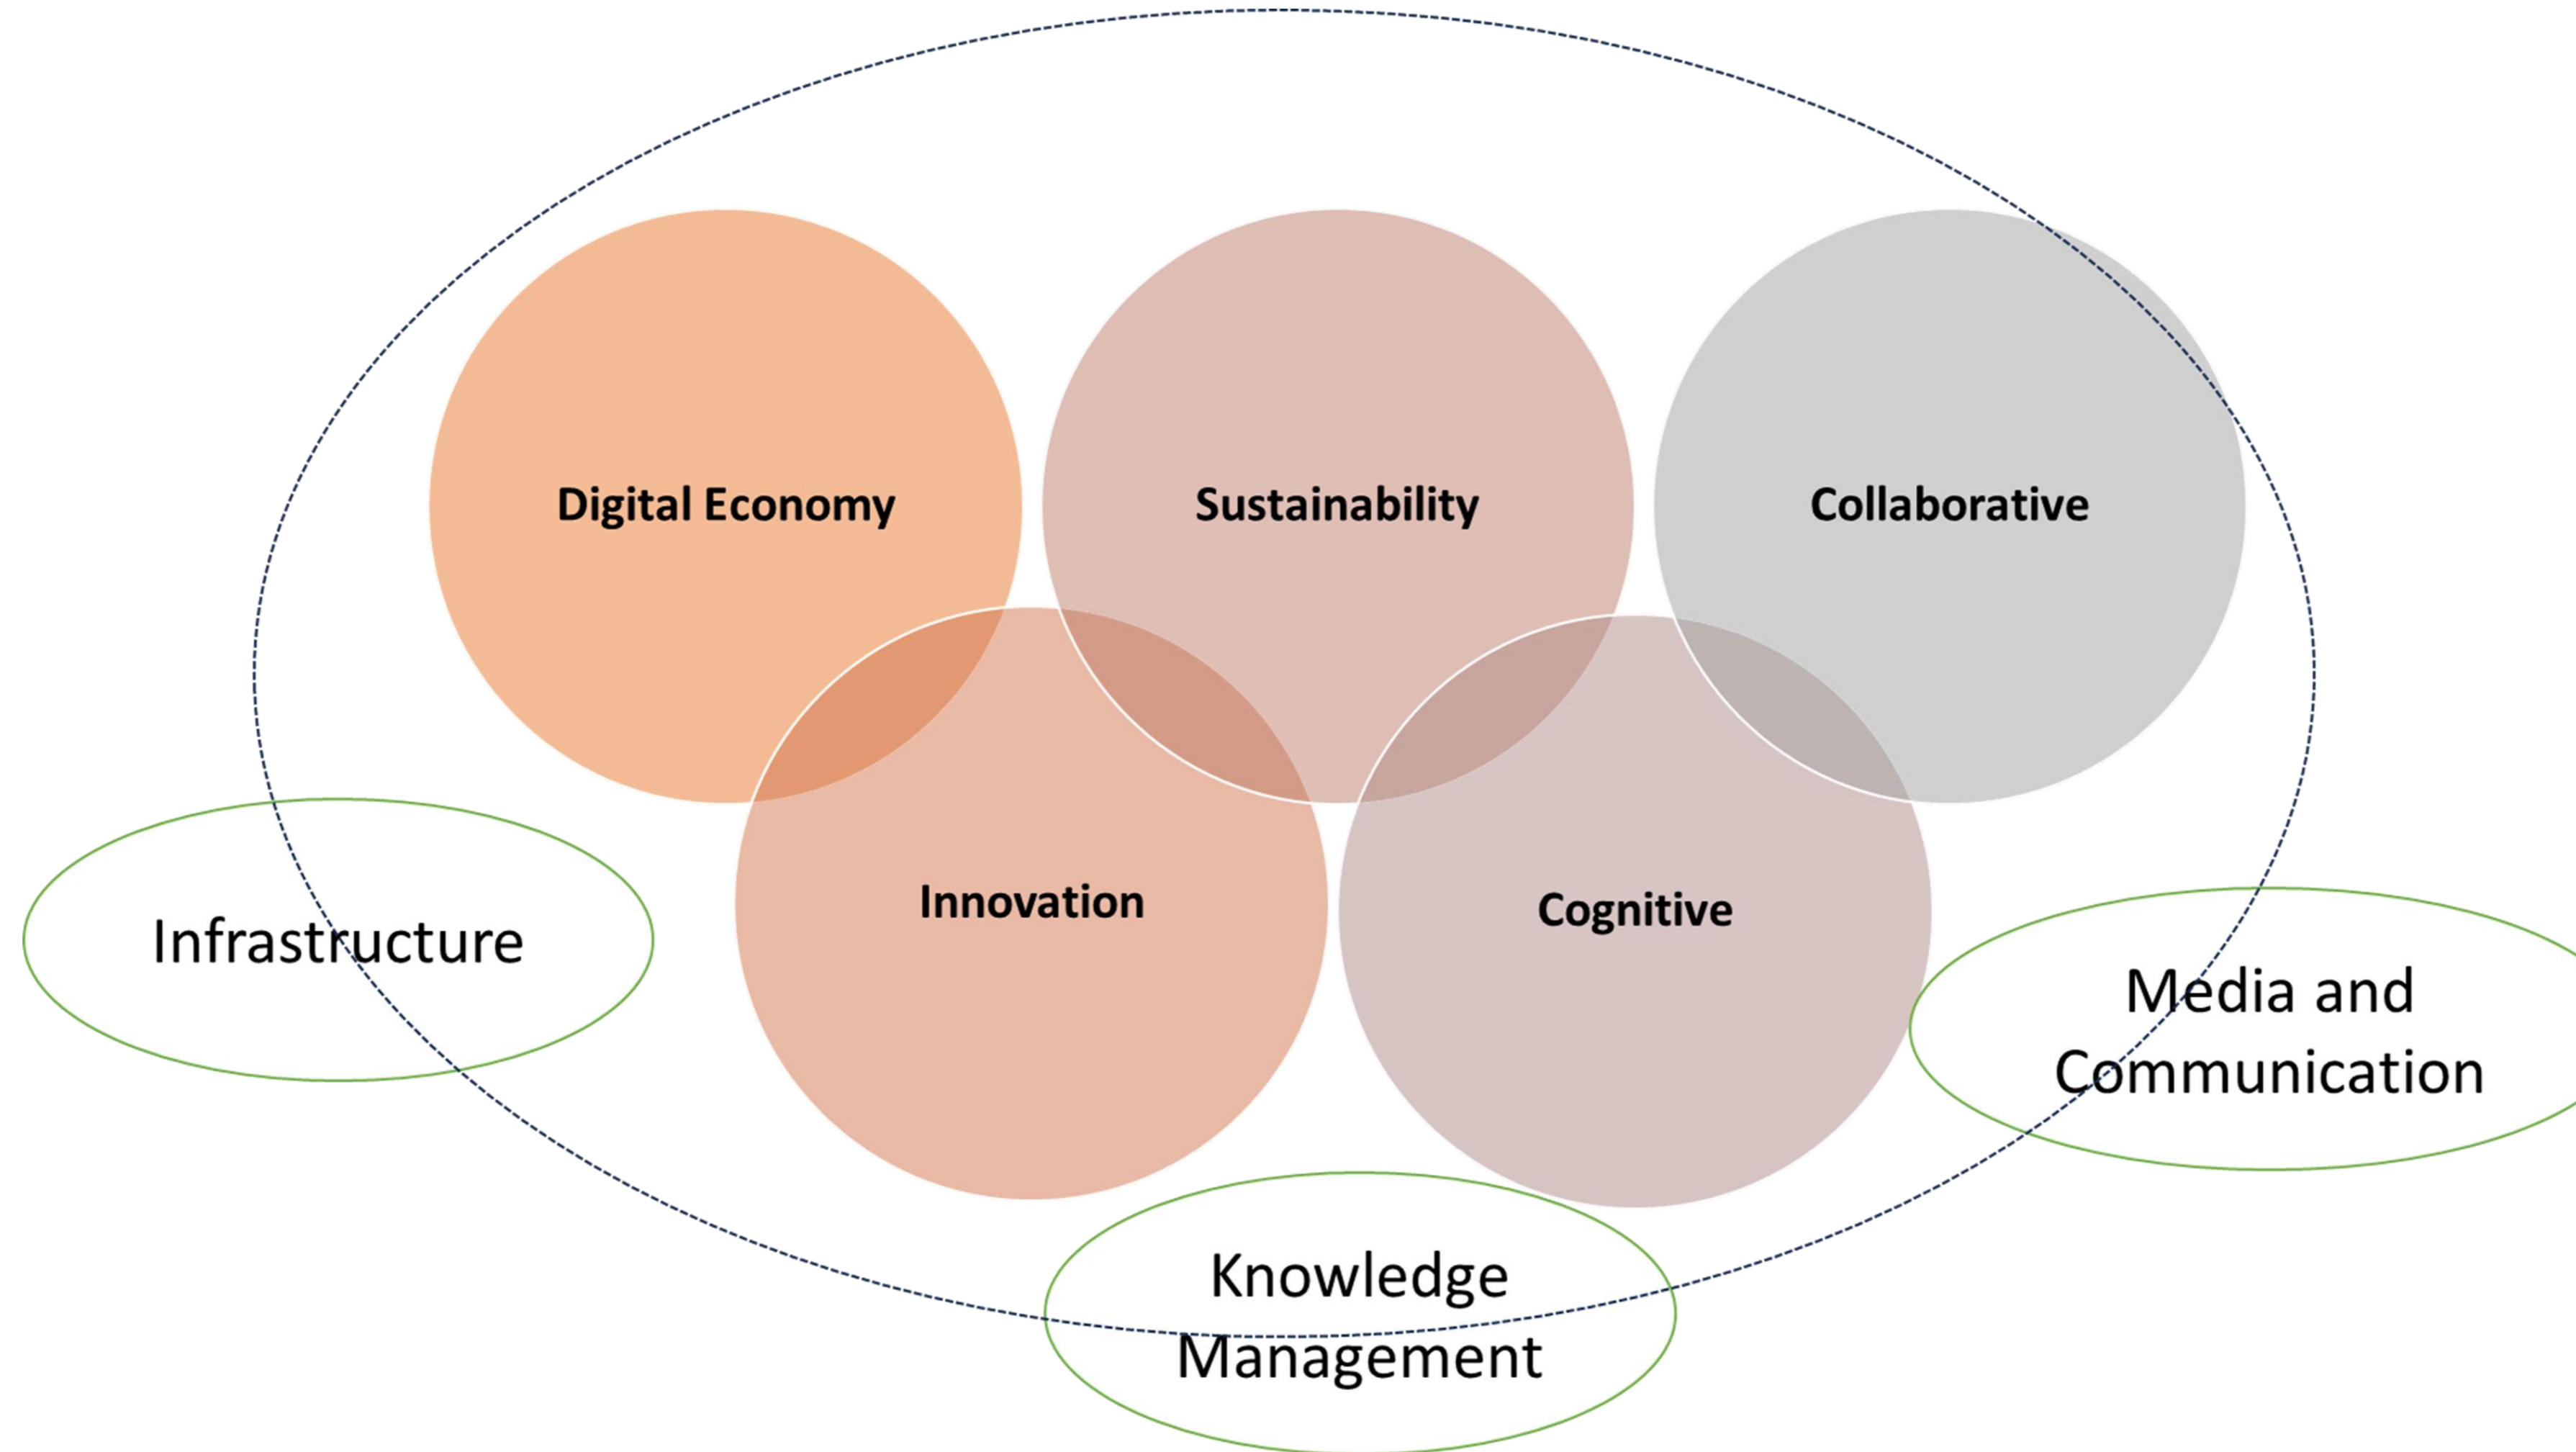 Digital Economy
Sustainability
Collaborative
Innovation
Cognitive
Infrastructure
Media and
Communication
Knowledge
Management